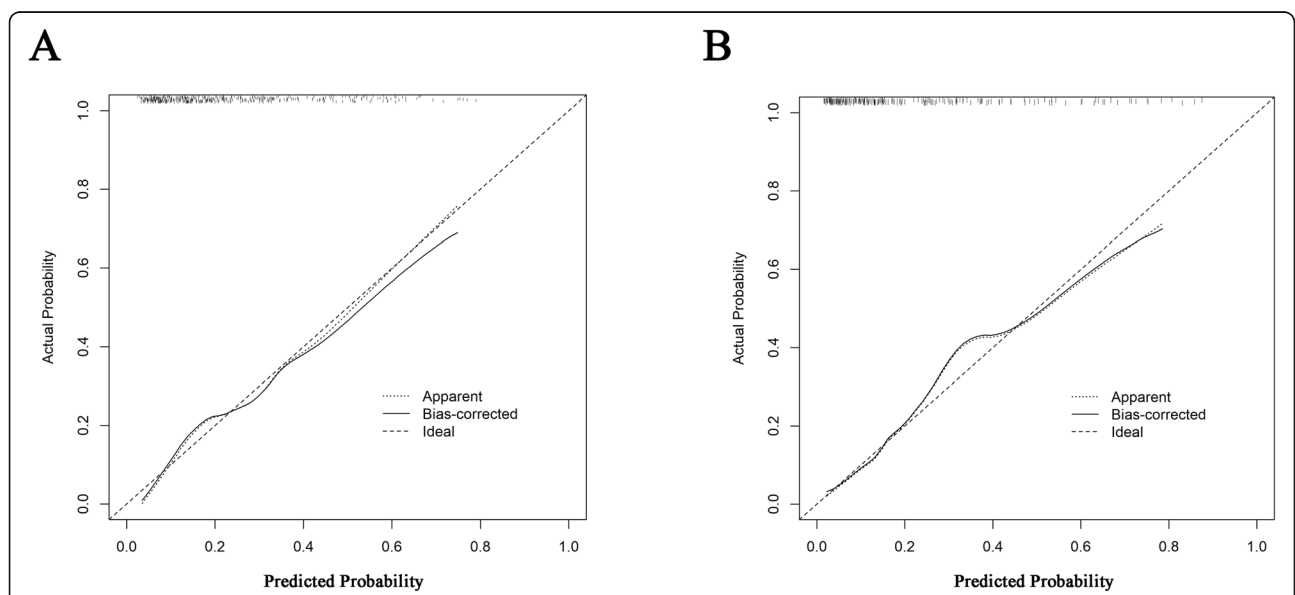 A
1.0
0.8
0.6
0.4
0.2
0.0
Actual Probability
Apparent
Bias-corrected
Ideal
0.0 0.2 0.4 0.6 0.8 1.0
Predicted Probability
B
1.0
0.8
0.6
0.4
0.2
0.0
Actual Probability
Apparent
Bias-corrected
Ideal
0.0 0.2 0.4 0.6 0.8 1.0
Predicted Probability